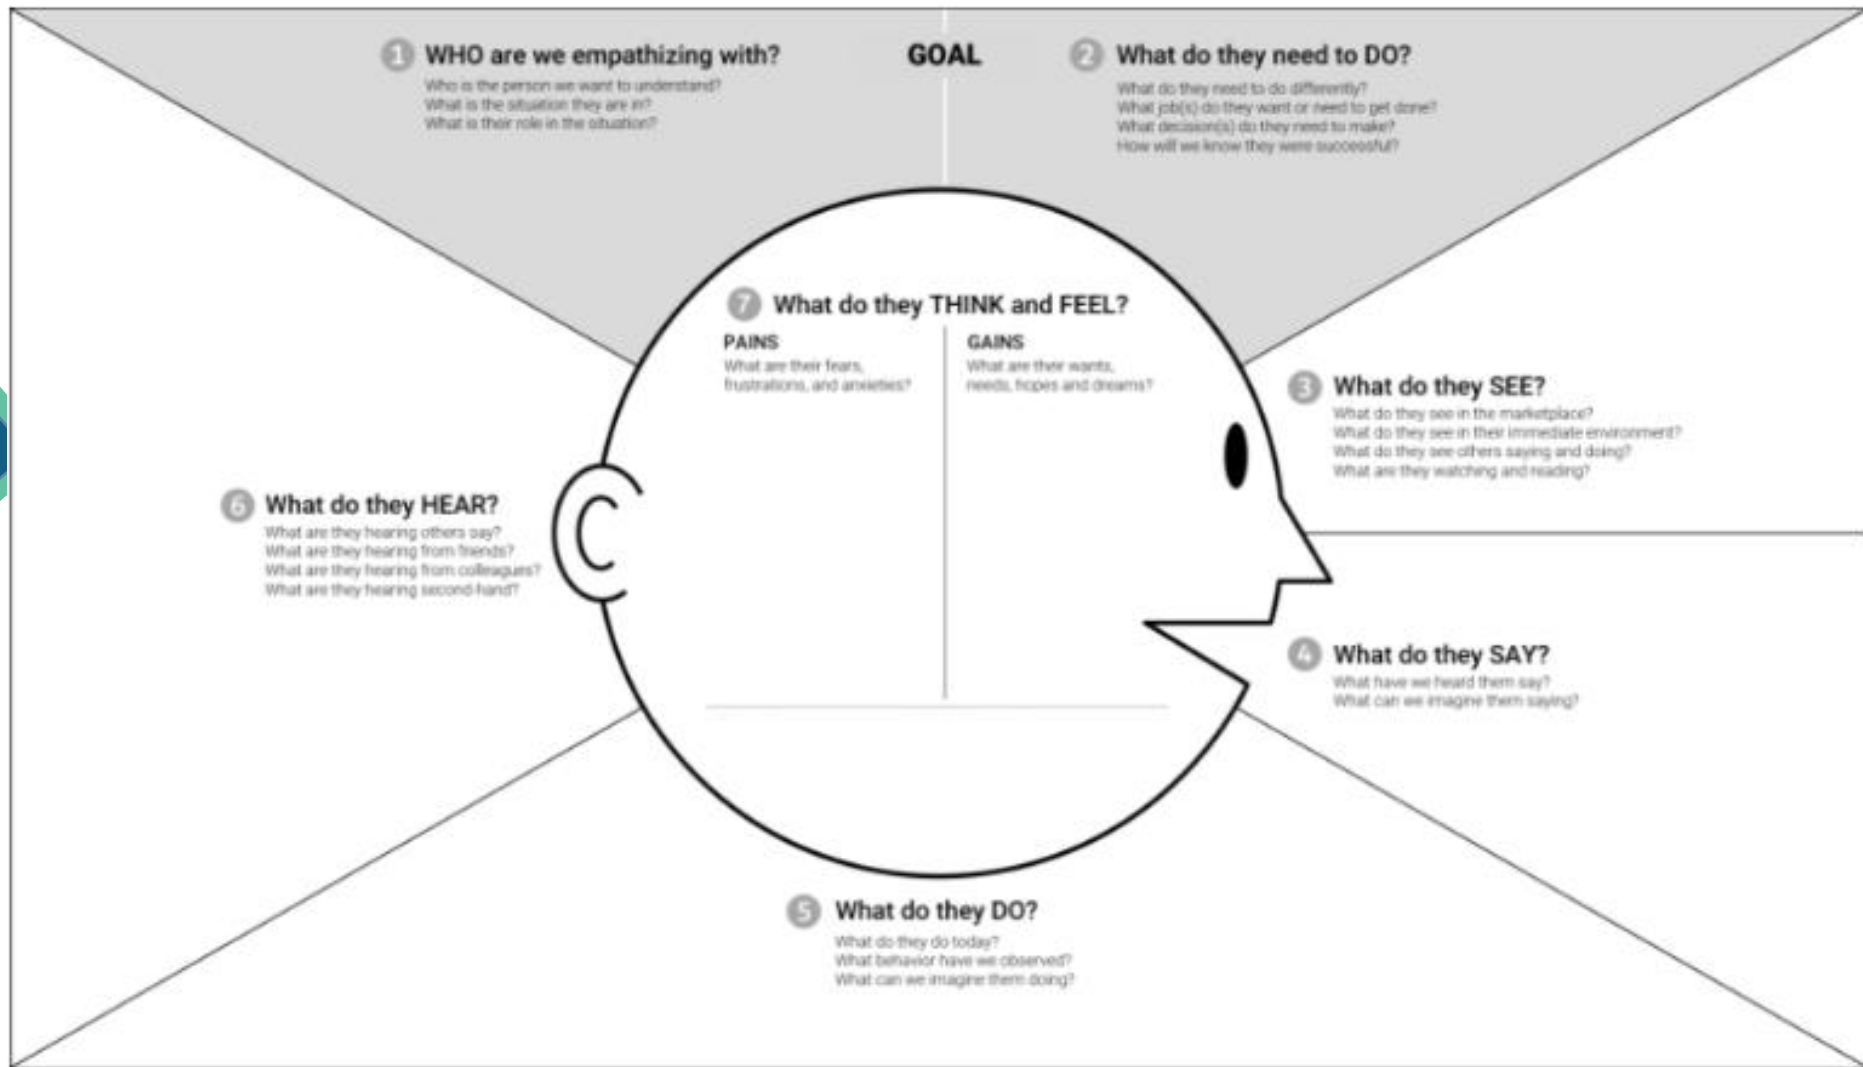 GOAL
1 WHO are we empathizing with?
Who is the person we want to understand?
What is the situation they are in?
What is their role in the situation?
2 What do they need to DO?
What do they need to do differently?
What job(s) do they want or need to get done?
What decision(s) do they need to make?
How will we know they were successful?
3 What do they SEE?
What do they see in the marketplace?
What do they see in their immediate environment?
What do they see others saying and doing?
What are they watching and reading?
4 What do they SAY?
What have we heard them say?
What can we imagine them saying?
5 What do they DO?
What do they do today?
What behavior have we observed?
What can we imagine them doing?
6 What do they HEAR?
What are they hearing others say?
What are they hearing from friends?
What are they hearing from colleagues?
What are they hearing second-hand?
7 What do they THINK and FEEL?
PAINS
What are their fears,
frustrations, and anxieties?
GAINS
What are their wants,
needs, hopes and dreams?